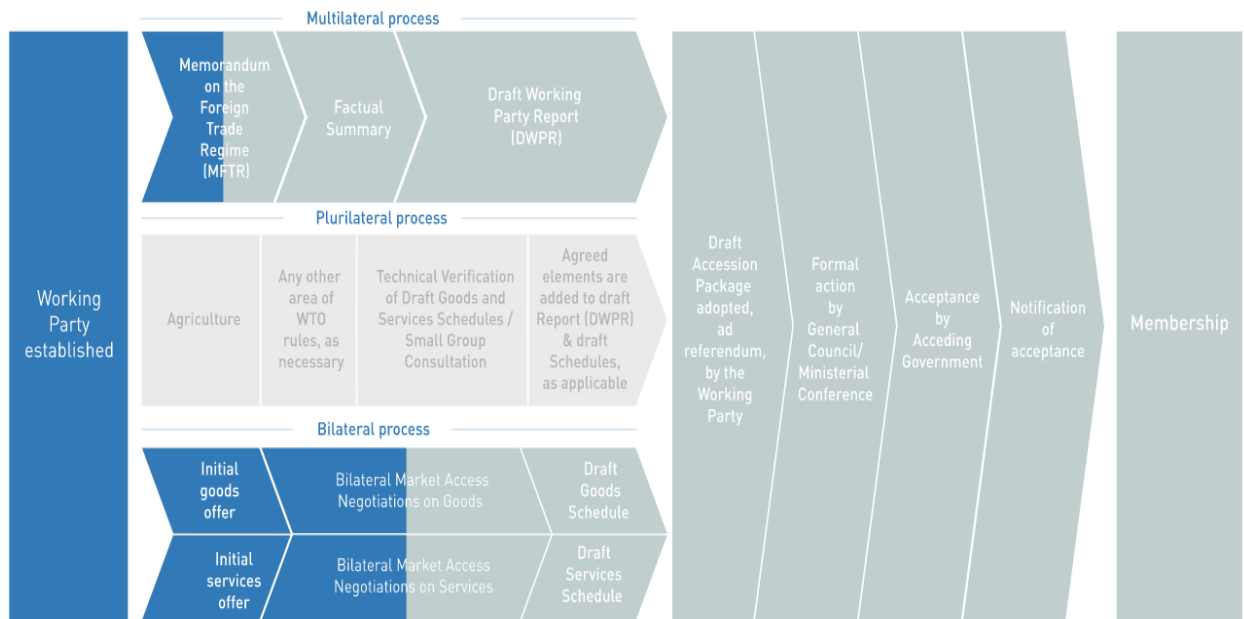 Multilateral process
Working
Party
established
Memorandum
on the
Foreign
Trade
Regime
(MFTR)
Factual
Summary
Draft Working
Party Report
(DWPR)
Plurilateral process
Agriculture
Any other
area of
WTO
rules, as
necessary
Technical Verification
of Draft Goods and
Services Schedules /
Small Group
Consultation
Agreed
elements are
added to draft
Report (DWPR)
& draft
Schedules,
as applicable
Bilateral process
Initial
goods
offer
Bilateral Market Access
Negotiations on Goods
Draft
Goods
Schedule
Initial
services
offer
Bilateral Market Access
Negotiations on Services
Draft
Services
Schedule
Draft
Accession
Package
adopted,
ad
referendum,
by the
Working
Party
Formal
action
by
General
Council/
Ministerial
Conference
Acceptance
by
Acceding
Government
Notification
of
acceptance
Membership